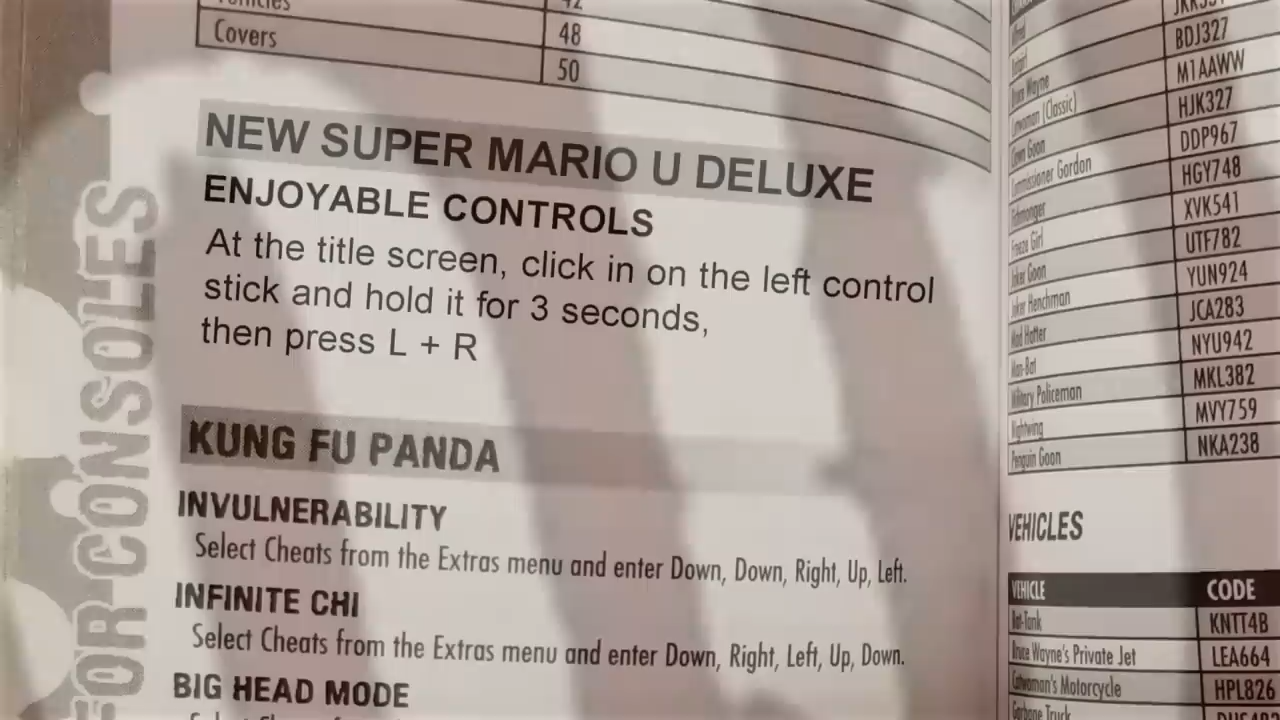 42
Covers 48
50
NEW SUPER MARIO U DELUXE
ENJOYABLE CONTROLS
At the title screen, click in on the left control
stick and hold it for 3 seconds,
then press L + R
KUNG FU PANDA
INVULNERABILITY
Select Cheats from the Extras menu and enter Down, Down, Right, Up, Left.
INFINITE CHI
Select Cheats from the Extras menu and enter Down, Right, Left, Up, Down.
BIG HEAD MODE
FOR CONSOLES
BDJ327
Wayne M1AAWW
(Classic) HJK327
Goon DDP967
Commissioner Gordon HGY748
XVK541
Freeze Girl UTF782
Joker Goon YUN924
Joker Henchman JCA283
Mad Hatter NYU942
Man-Bat MKL382
Military Policeman MVY759
Nightwing NKA238
Penguin Goon
VEHICLES
VEHICLE CODE
Bat-Tank KNTT4B
Bruce Wayne's Private Jet LEA664
Catwoman's Motorcycle HPL826
Garbage Truck